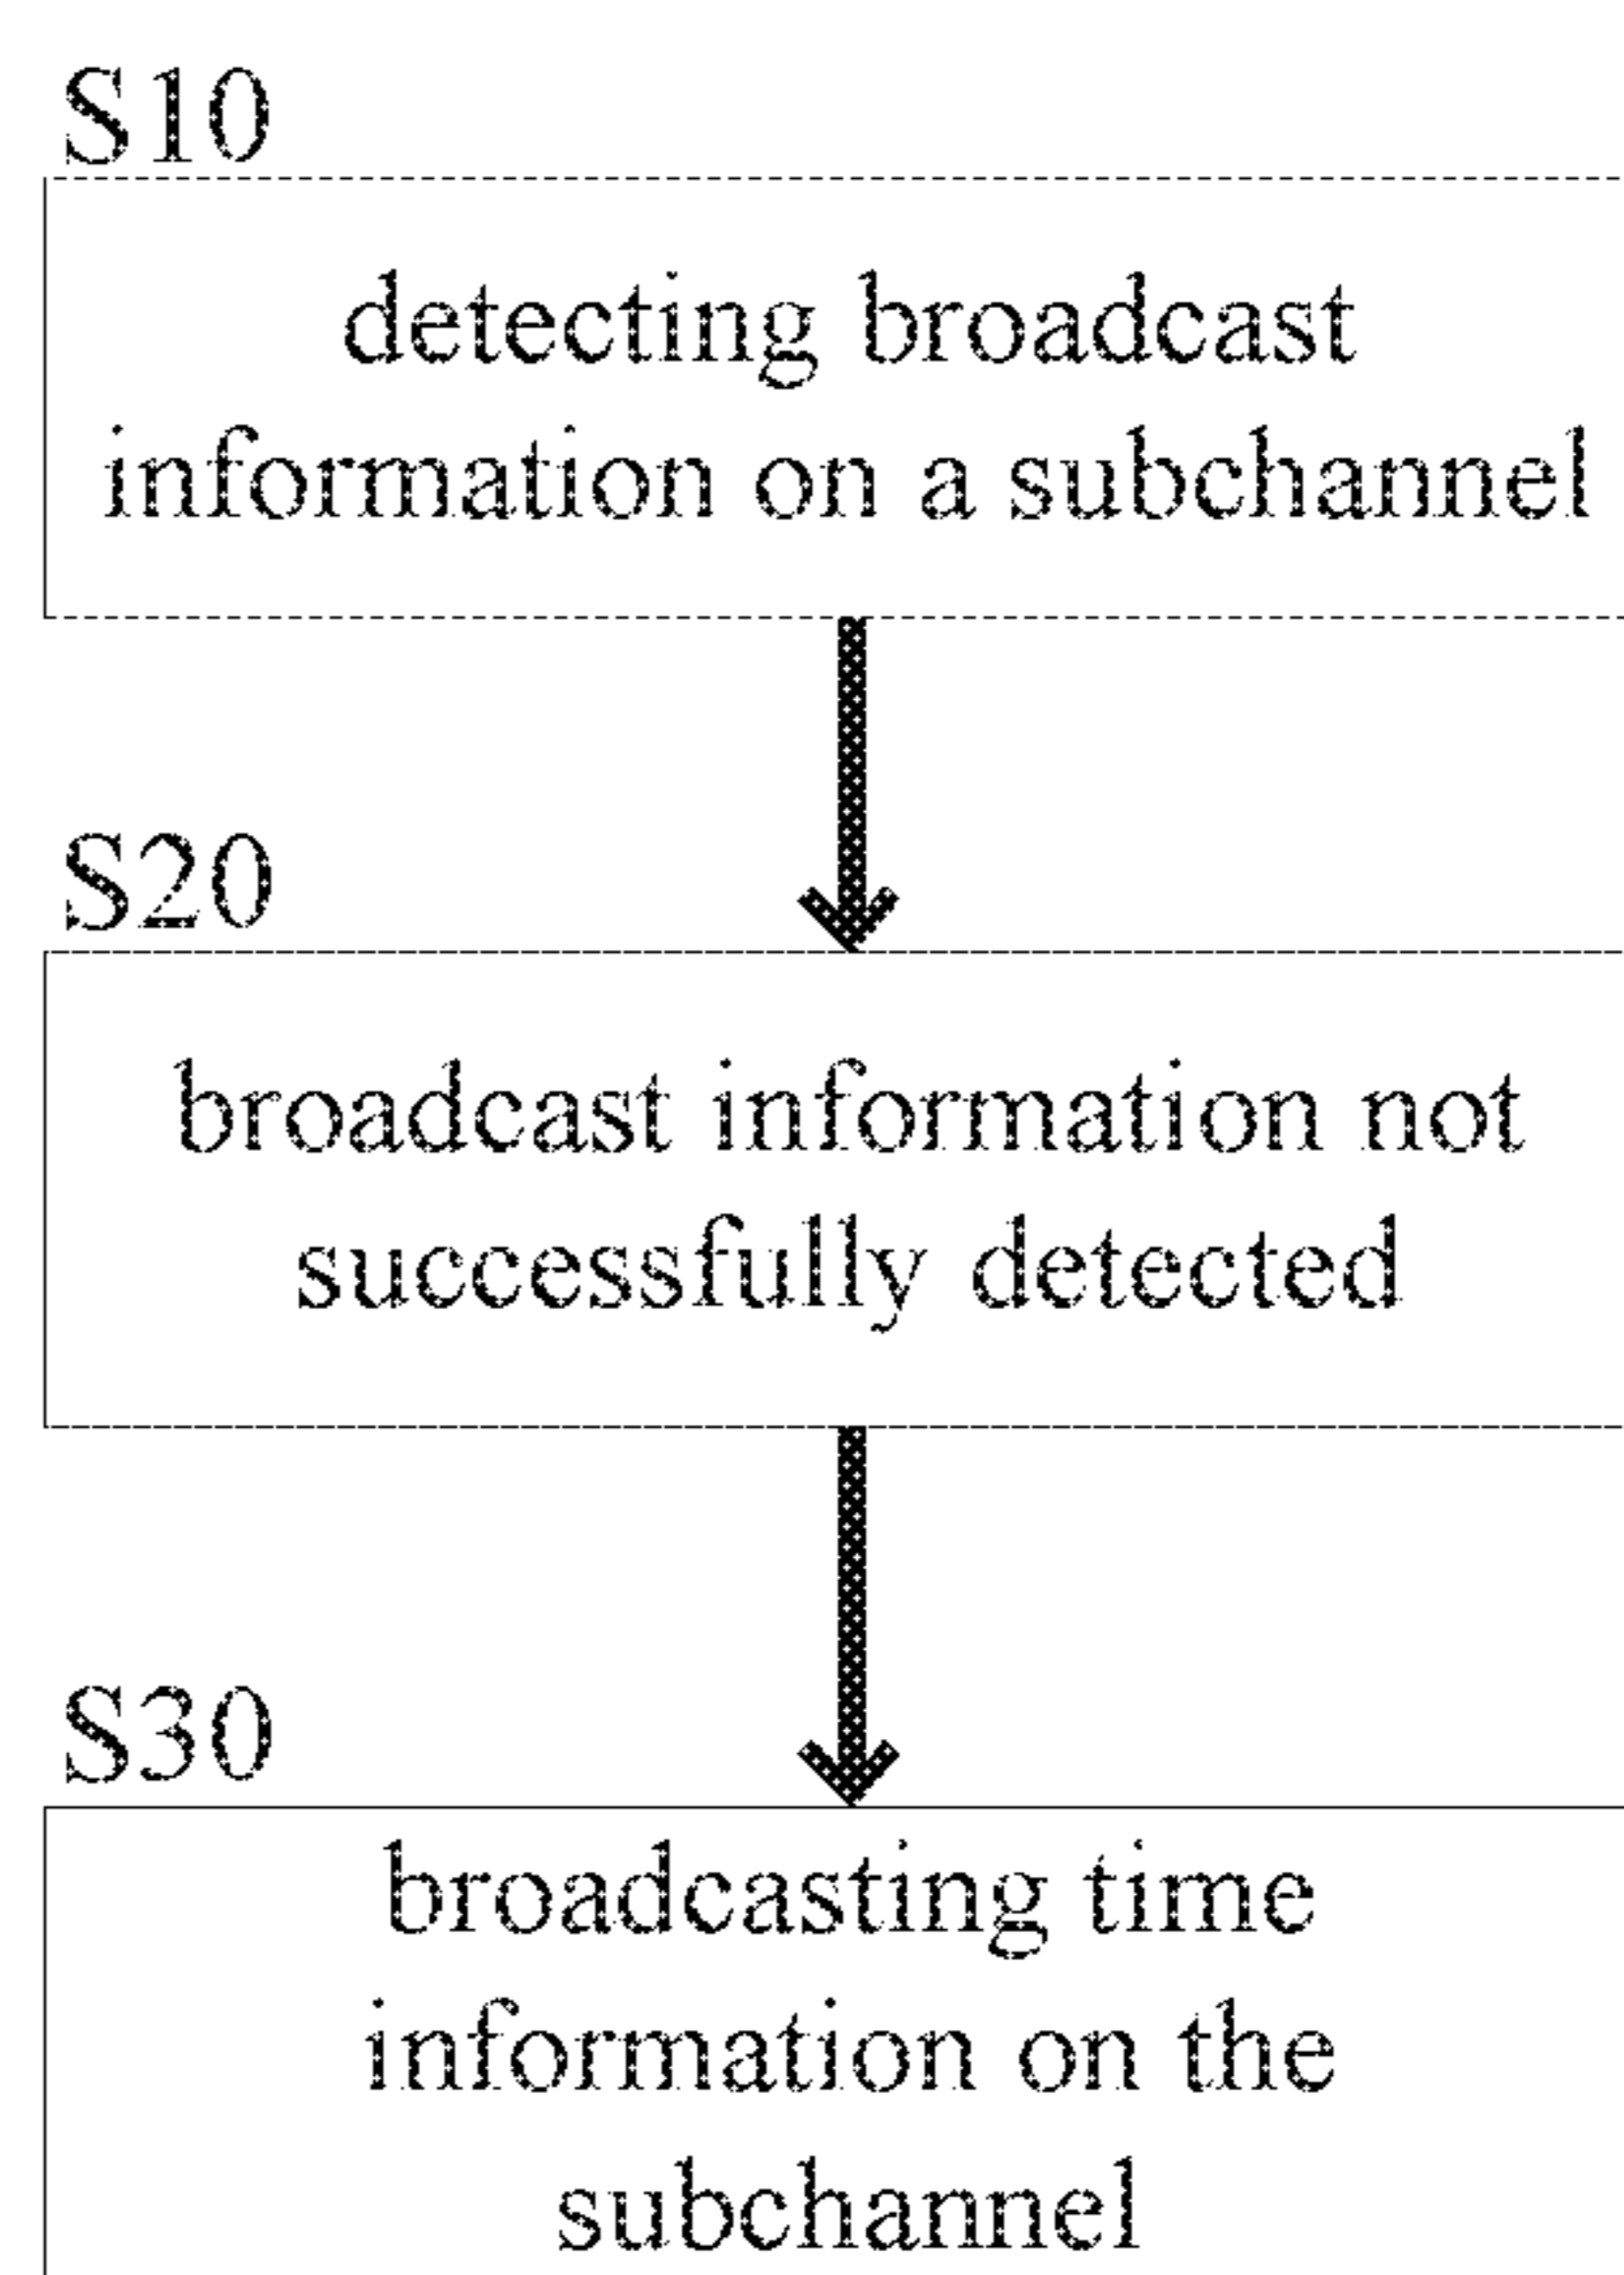 S10
detecting broadcast
information on a subchannel
S20
broadcast information not
successfully detected
S30
broadcasting time
information on the
subchannel